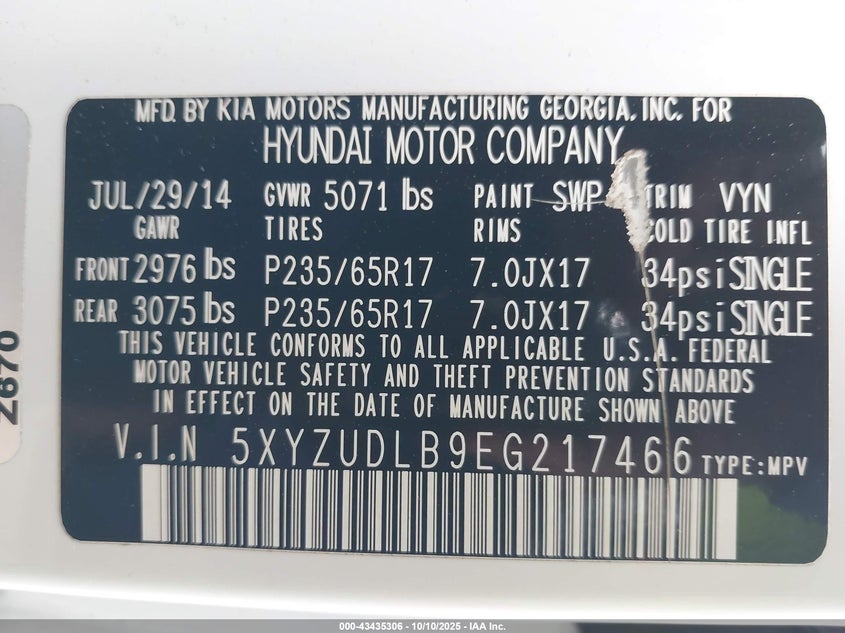 MFD. BY KIA MOTORS MANUFACTURING GEORGIA, INC. FOR
HYUNDAI MOTOR COMPANY
JUL/29/14 GVWR 5071 lbs PAINT SWP TRIM VYN
GAWR TIRES RIMS COLD TIRE INFL
FRONT 2976 lbs P235/65R17 7.0JX17 34psi SINGLE
REAR 3075 lbs P235/65R17 7.0JX17 34psi SINGLE
THIS VEHICLE CONFORMS TO ALL APPLICABLE U.S.A. FEDERAL
MOTOR VEHICLE SAFETY AND THEFT PREVENTION STANDARDS
IN EFFECT ON THE DATE OF MANUFACTURE SHOWN ABOVE
V.I.N 5XYZUDLB9EG217466 TYPE:MPV
Z670
000-43435306 - 10/10/2025 - IAA Inc.